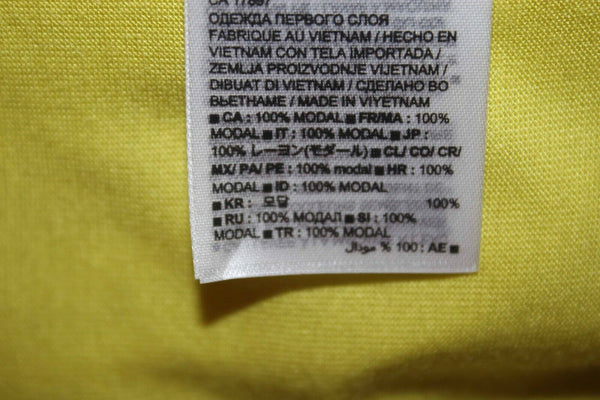 CA 17897
ОДЕЖДА ПЕРВОГО СЛОЯ
FABRIQUE AU VIETNAM / HECHO EN
VIETNAM CON TELA IMPORTADA /
ZEMLJA PROIZVODNJE VIJETNAM /
DIBUAT DI VIETNAM / СДЕЛАНО ВО
ВЬЕТНАМЕ / MADE IN VIYETNAM
■ CA : 100% MODAL ■ FR/MA : 100%
MODAL ■ IT : 100% MODAL ■ JP :
100% レーヨン(モダール) ■ CL/ CO/ CR/
MX/ PA/ PE : 100% modal ■ HR : 100%
MODAL ■ ID : 100% MODAL
■ KR : 모달 100%
■ RU : 100% МОДАЛ ■ SI : 100%
MODAL ■ TR : 100% MODAL
■ AE : 100 % مودال